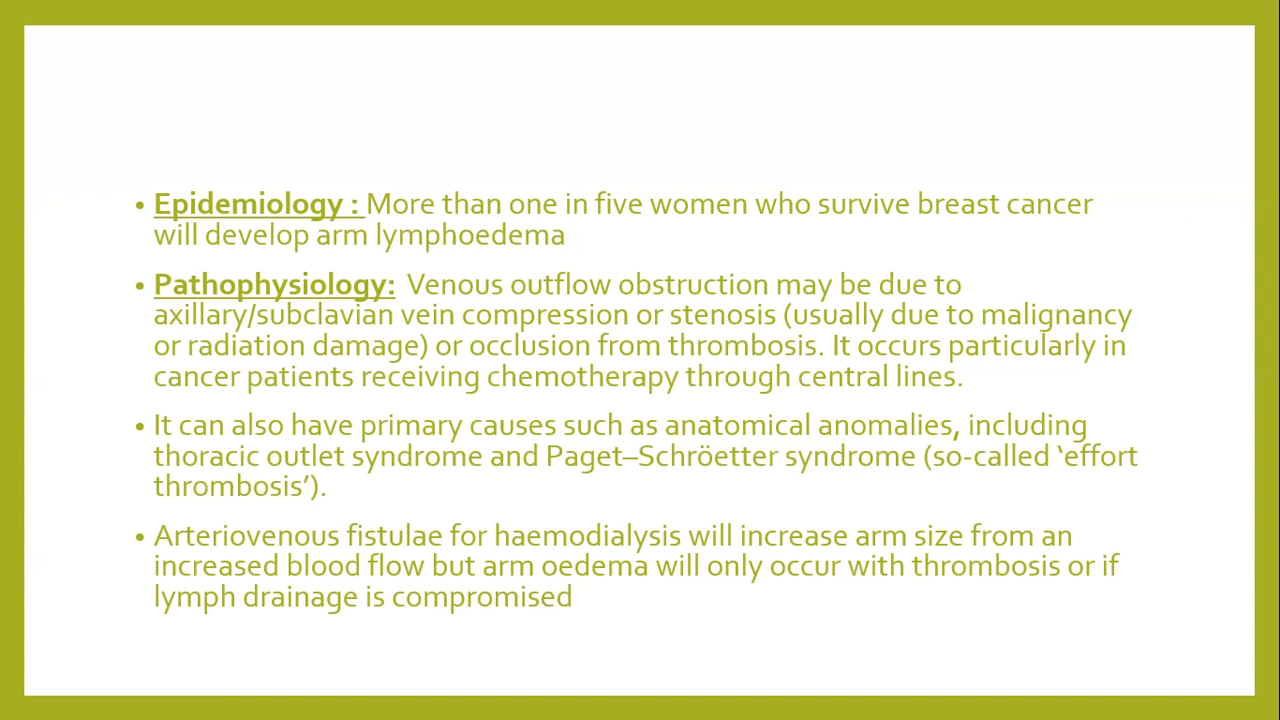 • Epidemiology : More than one in five women who survive breast cancer
will develop arm lymphoedema
• Pathophysiology: Venous outflow obstruction may be due to
axillary/subclavian vein compression or stenosis (usually due to malignancy
or radiation damage) or occlusion from thrombosis. It occurs particularly in
cancer patients receiving chemotherapy through central lines.
• It can also have primary causes such as anatomical anomalies, including
thoracic outlet syndrome and Paget–Schröetter syndrome (so-called ‘effort
thrombosis’).
• Arteriovenous fistulae for haemodialysis will increase arm size from an
increased blood flow but arm oedema will only occur with thrombosis or if
lymph drainage is compromised